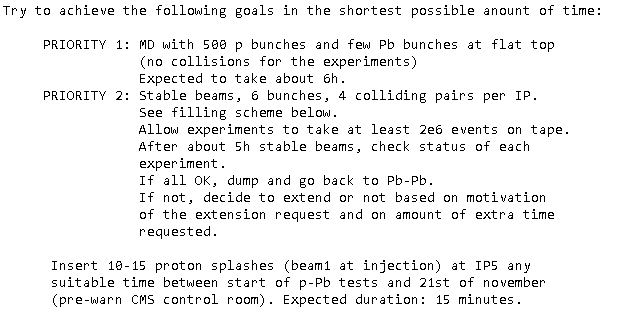 Try to achieve the following goals in the shortest possible amount of time:
PRIORITY 1: MD with 500 p bunches and few Pb bunches at flat top
(no collisions for the experiments)
Expected to take about 6h.
PRIORITY 2: Stable beams, 6 bunches, 4 colliding pairs per IP.
See filling scheme below.
Allow experiments to take at least 2e6 events on tape.
After about 5h stable beams, check status of each
experiment.
If all OK, dump and go back to Pb-Pb.
If not, decide to extend or not based on motivation
of the extension request and on amount of extra time
requested.
Insert 10-15 proton splashes (beam1 at injection) at IP5 any
suitable time between start of p-Pb tests and 21st of november
(pre-warn CMS control room). Expected duration: 15 minutes.